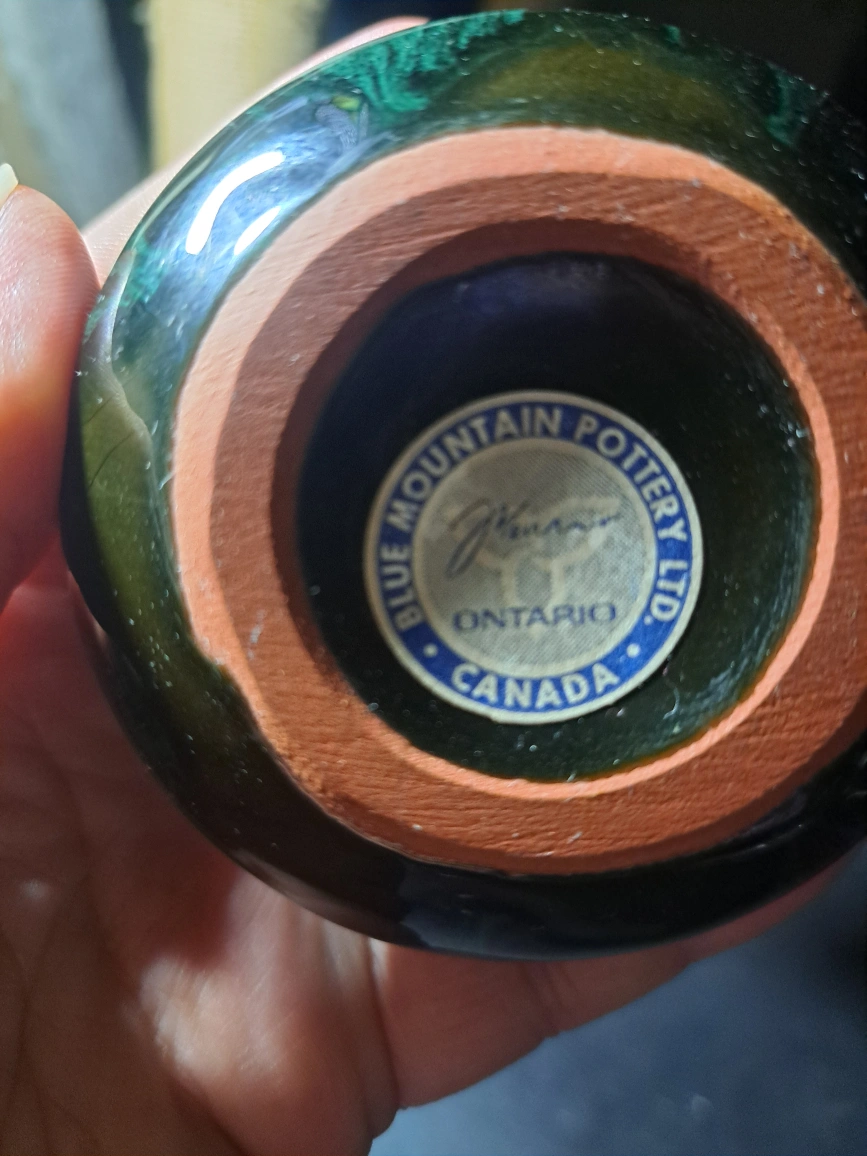 BLUE MOUNTAIN POTTERY LTD.
ONTARIO
• CANADA •